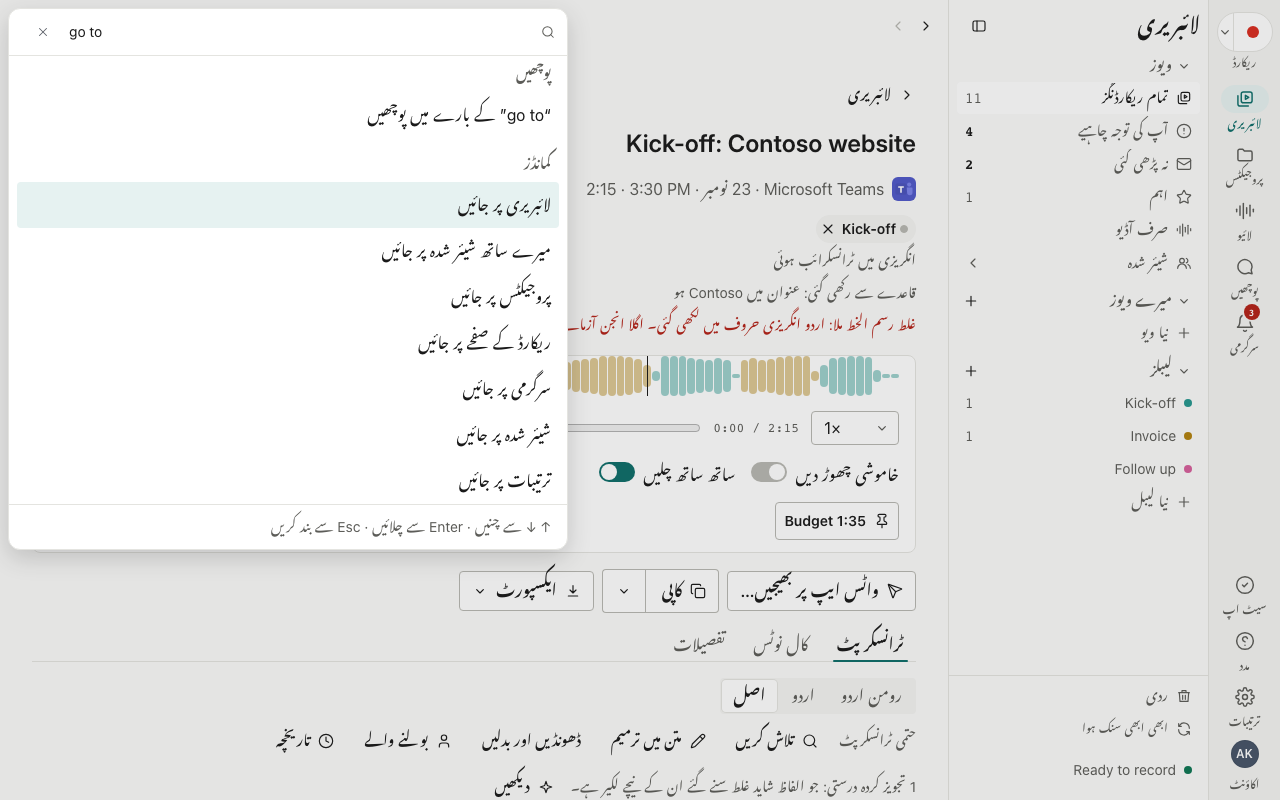 go to
پوچھیں
"go to" کے بارے میں پوچھیں
کمانڈز
لائبریری پر جائیں
میرے ساتھ شیئر شدہ پر جائیں
پروجیکٹس پر جائیں
ریکارڈ کے صفحے پر جائیں
سرگرمی پر جائیں
شیئر شدہ پر جائیں
ترتیبات پر جائیں
↑ ↓ سے چنیں · Enter سے چلائیں · Esc سے بند کریں
ریکارڈ
لائبریری
پروجیکٹس
لائیو
پوچھیں
3
سرگرمی
سیٹ اپ
مدد
ترتیبات
AK
اکاؤنٹ
لائبریری
ویوز
تمام ریکارڈنگز 11
آپ کی توجہ چاہیے 4
نہ پڑھی گئی 2
اہم 1
صرف آڈیو
شیئر شدہ
میرے ویوز
نیا ویو
لیبلز
Kick-off 1
Invoice 1
Follow up
نیا لیبل
ردی
ابھی ابھی سنک ہوا
Ready to record
لائبریری
Kick-off: Contoso website
Microsoft Teams · 23 نومبر · 3:30 PM · 2:15
Kick-off
انگریزی میں ٹرانسکرائب ہوئی
قاعدے سے رکھی گئی: عنوان میں Contoso ہو
غلط رسم الخط ملا: اردو انگریزی حروف میں لکھی گئی۔ اگلا انجن
1× 0:00 / 2:15
خاموشی چھوڑ دیں ساتھ ساتھ چلیں
Budget 1:35
واٹس ایپ پر بھیجیں... کاپی ایکسپورٹ
ٹرانسکرپٹ کال نوٹس تفصیلات
رومن اردو اردو اصل
حتمی ٹرانسکرپٹ تلاش کریں متن میں ترمیم ڈھونڈیں اور بدلیں بولنے والے تاریخچہ
1 تجویز کردہ درستی: جو الفاظ شاید غلط سنے گئے ان کے نیچے لکیر ہے۔ دیکھیں